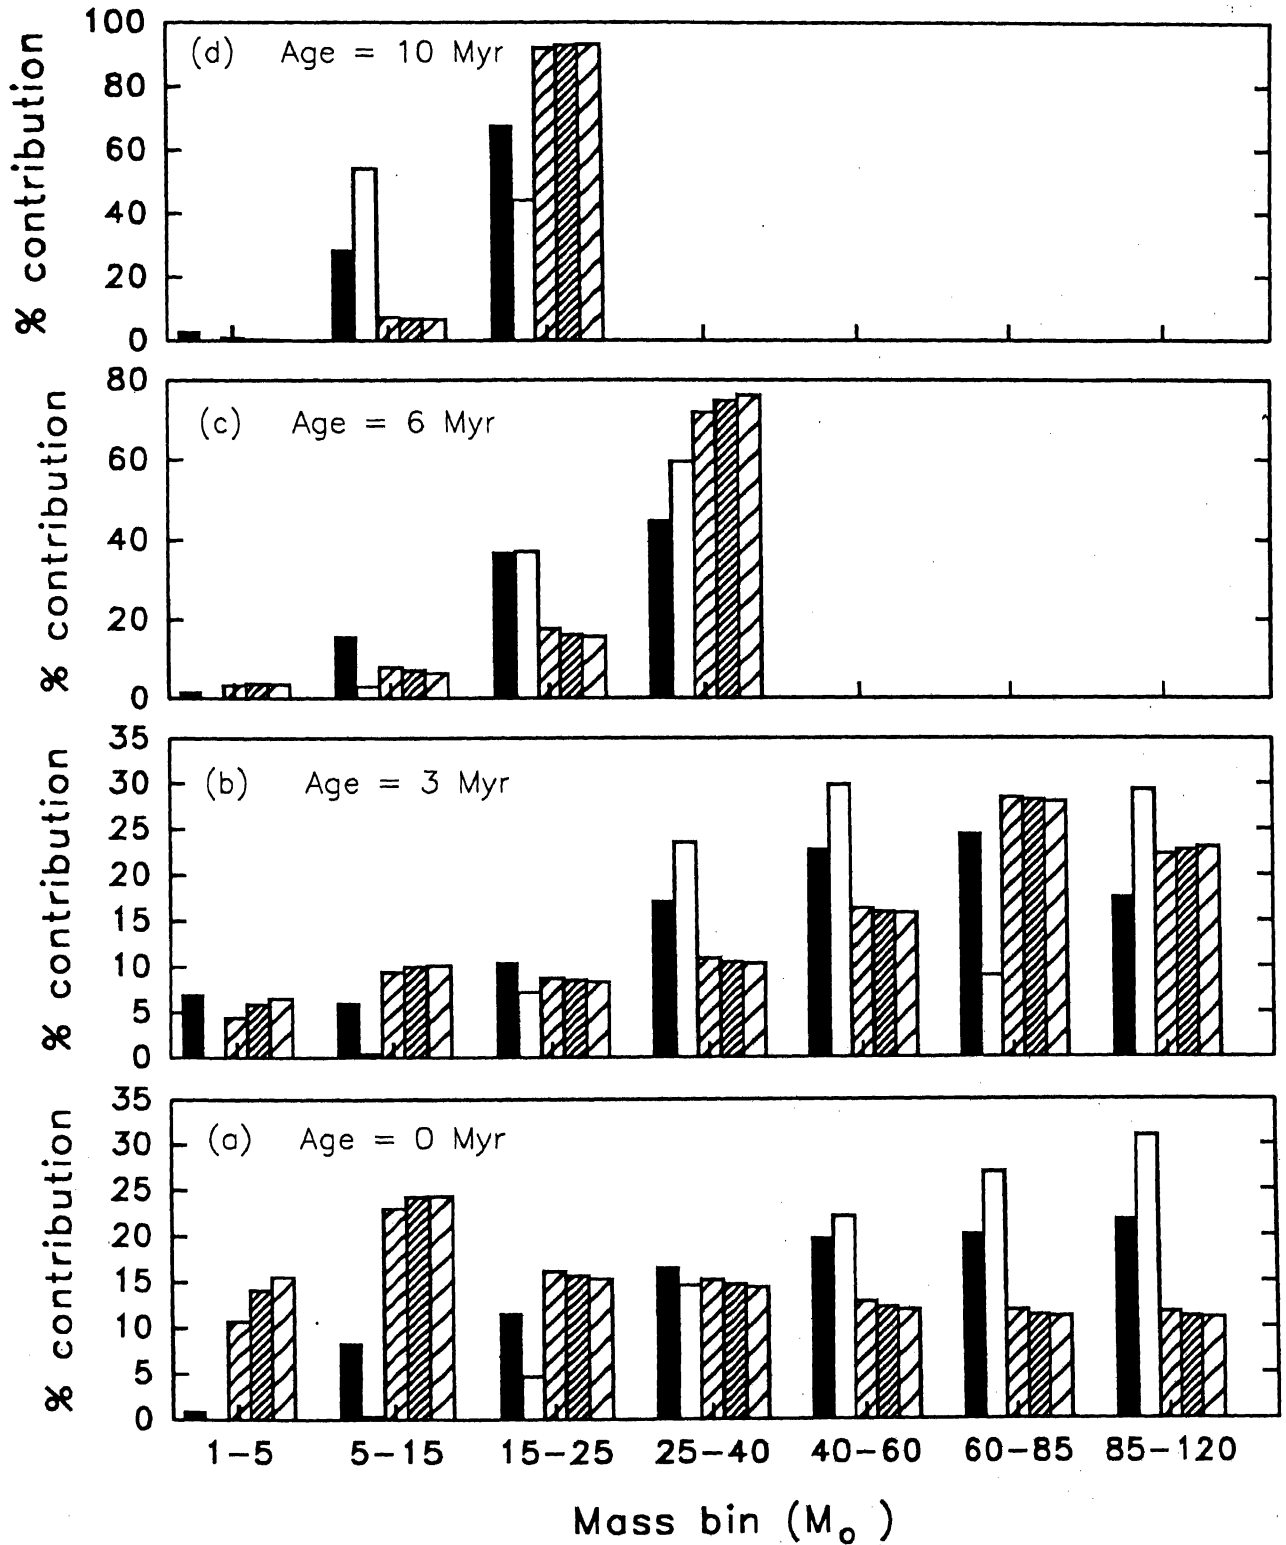 100
80
60
40
20
0
% contribution
(d) Age = 10 Myr
80
60
40
20
0
% contribution
(c) Age = 6 Myr
35
30
25
20
15
10
5
0
% contribution
(b) Age = 3 Myr
35
30
25
20
15
10
5
0
% contribution
(a) Age = 0 Myr
1-5 5-15 15-25 25-40 40-60 60-85 85-120
Mass bin (M₀)